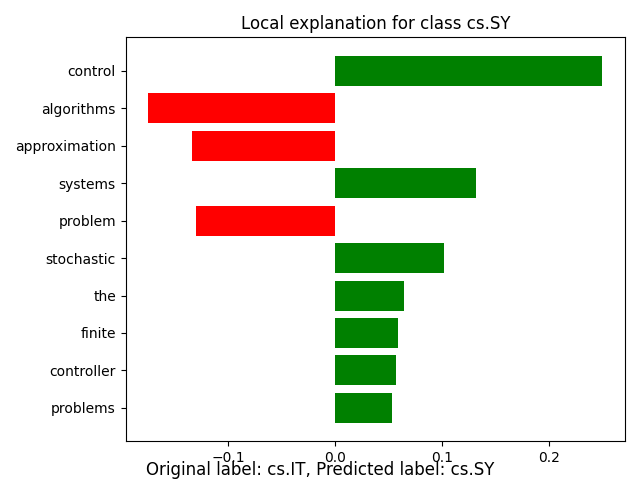 Local explanation for class cs.SY
control
algorithms
approximation
systems
problem
stochastic
the
finite
controller
problems
−0.1 0.0 0.1 0.2
Original label: cs.IT, Predicted label: cs.SY